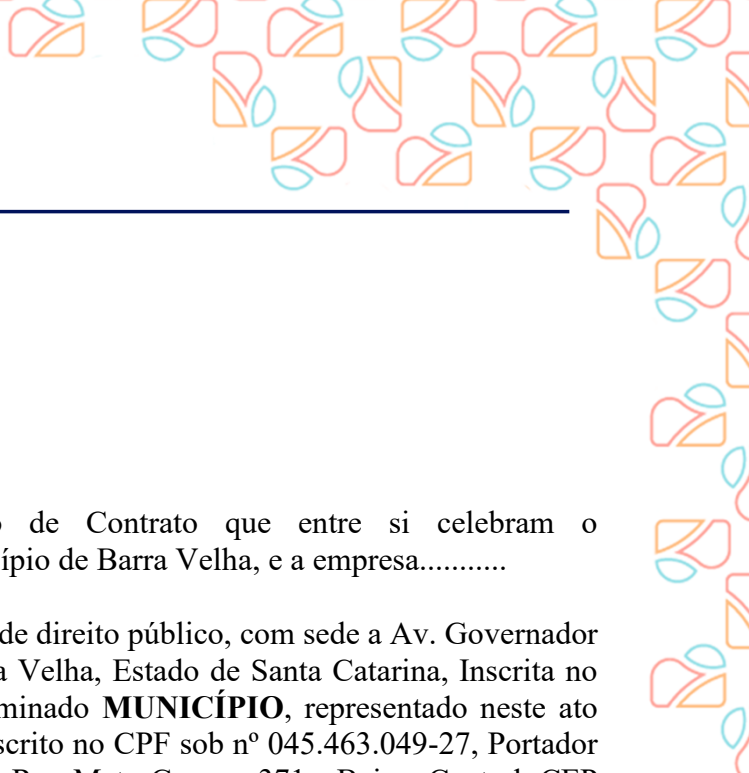 de Contrato que entre si celebram o
ípio de Barra Velha, e a empresa...........
de direito público, com sede a Av. Governador
a Velha, Estado de Santa Catarina, Inscrita no
minado MUNICÍPIO, representado neste ato
scrito no CPF sob nº 045.463.049-27, Portador